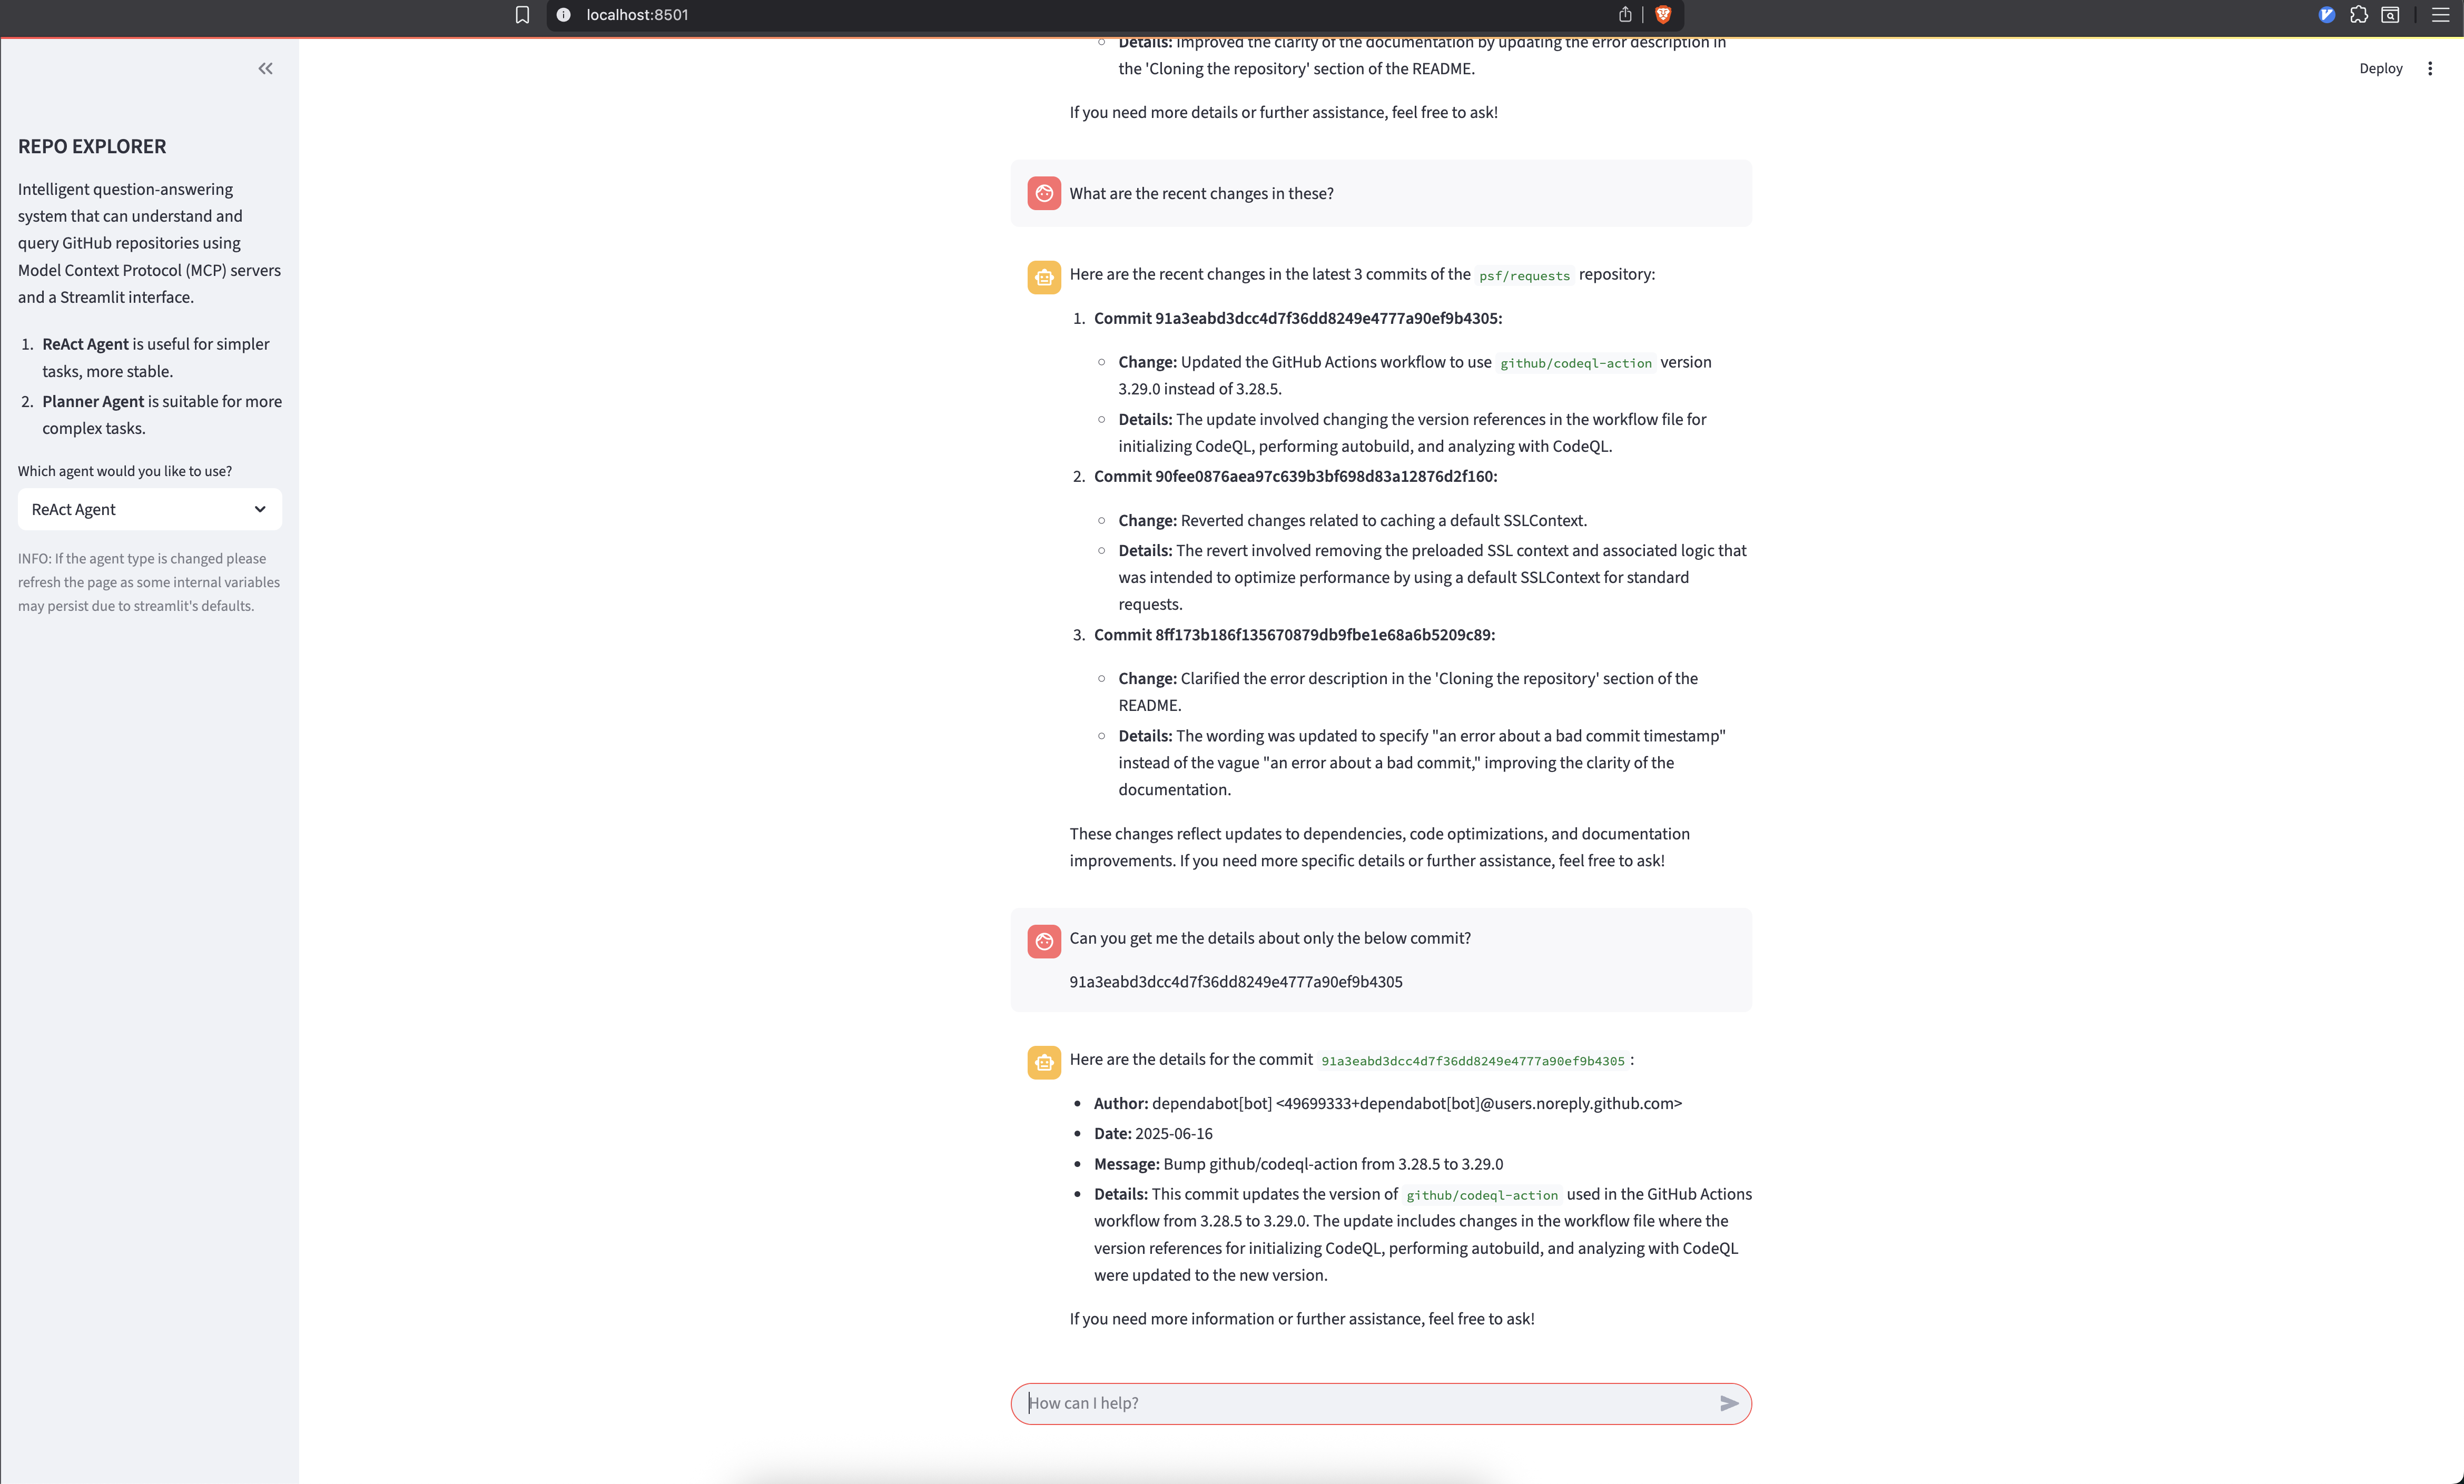 localhost:8501
Deploy
REPO EXPLORER
Intelligent question-answering
system that can understand and
query GitHub repositories using
Model Context Protocol (MCP) servers
and a Streamlit interface.
1. ReAct Agent is useful for simpler
tasks, more stable.
2. Planner Agent is suitable for more
complex tasks.
Which agent would you like to use?
ReAct Agent
INFO: If the agent type is changed please
refresh the page as some internal variables
may persist due to streamlit's defaults.
Details: Improved the clarity of the documentation by updating the error description in
the 'Cloning the repository' section of the README.
If you need more details or further assistance, feel free to ask!
What are the recent changes in these?
Here are the recent changes in the latest 3 commits of the psf/requests repository:
1. Commit 91a3eabd3dcc4d7f36dd8249e4777a90ef9b4305:
Change: Updated the GitHub Actions workflow to use github/codeql-action version
3.29.0 instead of 3.28.5.
Details: The update involved changing the version references in the workflow file for
initializing CodeQL, performing autobuild, and analyzing with CodeQL.
2. Commit 90fee0876aea97c639b3bf698d83a12876d2f160:
Change: Reverted changes related to caching a default SSLContext.
Details: The revert involved removing the preloaded SSL context and associated logic that
was intended to optimize performance by using a default SSLContext for standard
requests.
3. Commit 8ff173b186f135670879db9fbe1e68a6b5209c89:
Change: Clarified the error description in the 'Cloning the repository' section of the
README.
Details: The wording was updated to specify "an error about a bad commit timestamp"
instead of the vague "an error about a bad commit," improving the clarity of the
documentation.
These changes reflect updates to dependencies, code optimizations, and documentation
improvements. If you need more specific details or further assistance, feel free to ask!
Can you get me the details about only the below commit?
91a3eabd3dcc4d7f36dd8249e4777a90ef9b4305
Here are the details for the commit 91a3eabd3dcc4d7f36dd8249e4777a90ef9b4305 :
Author: dependabot[bot] <49699333+dependabot[bot]@users.noreply.github.com>
Date: 2025-06-16
Message: Bump github/codeql-action from 3.28.5 to 3.29.0
Details: This commit updates the version of github/codeql-action used in the GitHub Actions
workflow from 3.28.5 to 3.29.0. The update includes changes in the workflow file where the
version references for initializing CodeQL, performing autobuild, and analyzing with CodeQL
were updated to the new version.
If you need more information or further assistance, feel free to ask!
How can I help?